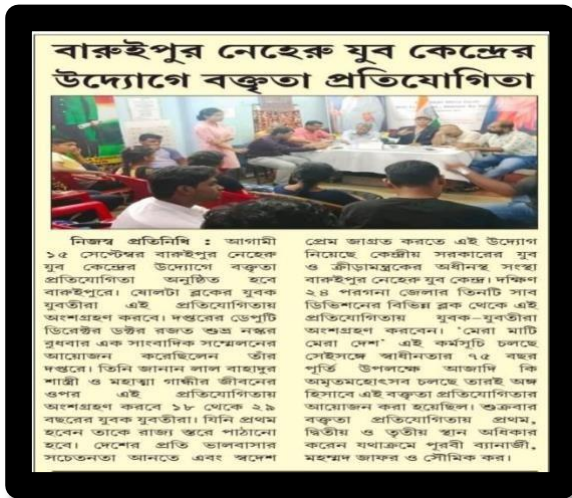 বারুইপুর নেহেরু যুব কেন্দ্রের
উদ্যোগে বক্তৃতা প্রতিযোগিতা
নিজস্ব প্রতিনিধি : আগামী
১৫ সেপ্টেম্বর বারুইপুর নেহেরু
যুব কেন্দ্রের উদ্যোগে বক্তৃতা
প্রতিযোগিতা অনুষ্ঠিত হবে
বারুইপুরে। ষোলটা ব্লকের যুবক
যুবতীরা এই প্রতিযোগিতায়
অংশগ্রহণ করবে। দপ্তরের ডেপুটি
ডিরেক্টর ডক্টর রজত শুভ্র নস্কর
বুধবার এক সাংবাদিক সম্মেলনের
আয়োজন করেছিলেন তাঁর
দপ্তরে। তিনি জানান লাল বাহাদুর
শাস্ত্রী ও মহাত্মা গান্ধীর জীবনের
ওপর এই প্রতিযোগিতায়
অংশগ্রহণ করবে ১৮ থেকে ২৯
বছরের যুবক যুবতীরা। যিনি প্রথম
হবেন তাকে রাজ্য স্তরে পাঠানো
হবে। দেশের প্রতি ভালবাসার
সচেতনতা আনতে এবং স্বদেশ
প্রেম জাগ্রত করতে এই উদ্যোগ
নিয়েছে কেন্দ্রীয় সরকারের যুব
ও ক্রীড়ামন্ত্রকের অধীনস্থ সংস্থা
বারুইপুর নেহেরু যুব কেন্দ্র। দক্ষিণ
২৪ পরগনা জেলার তিনটি সাব
ডিভিশনের বিভিন্ন ব্লক থেকে এই
প্রতিযোগিতায় যুবক-যুবতীরা
অংশগ্রহণ করবেন। 'মেরা মাটি
মেরা দেশ' এই কর্মসূচি চলছে
সেইসঙ্গে স্বাধীনতার ৭৫ বছর
পূর্তি উপলক্ষে আজাদি কি
অমৃতমহোৎসব চলছে তারই অঙ্গ
হিসাবে এই বক্তৃতা প্রতিযোগিতার
আয়োজন করা হয়েছিল। শুক্রবার
বক্তৃতা প্রতিযোগিতায় প্রথম,
দ্বিতীয় ও তৃতীয় স্থান অধিকার
করেন যথাক্রমে পূরবী ব্যানার্জী,
মহম্মদ জাফর ও সৌমিক কর।